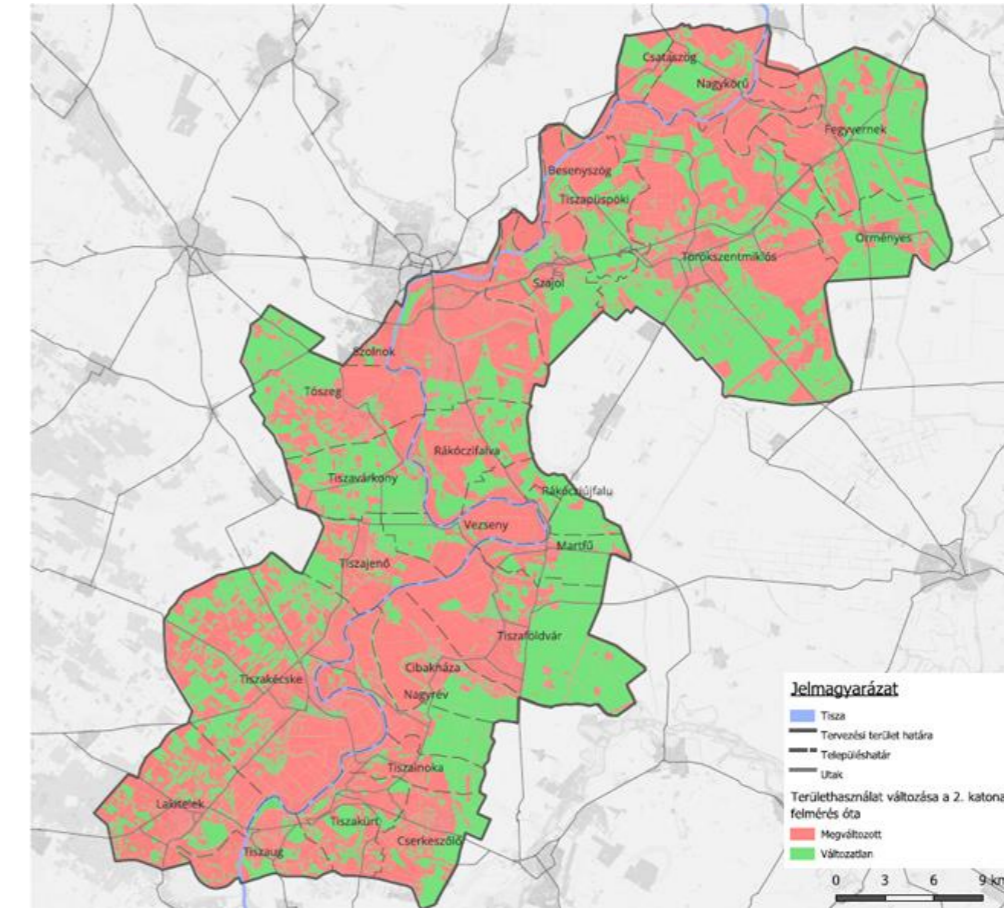 Csataszög
Nagykörű
Fegyvernek
Besenyszög
Tiszapüspöki
Örményes
Törökszentmiklós
Szajol
Szolnok
Tószeg
Rákóczifalva
Tiszavárkony
Rákócziújfalu
Vezseny
Martfű
Tiszajenő
Tiszaföldvár
Cibakháza
Tiszakécske
Nagyrév
Tiszainoka
Lakitelek
Tiszakürt
Cserkeszőlő
Tiszaug
Jelmagyarázat
Tisza
Tervezési terület határa
Településhatár
Utak
Területhasználat változása a 2. katona
felmérés óta
Megváltozott
Változatlan
0 3 6 9 km